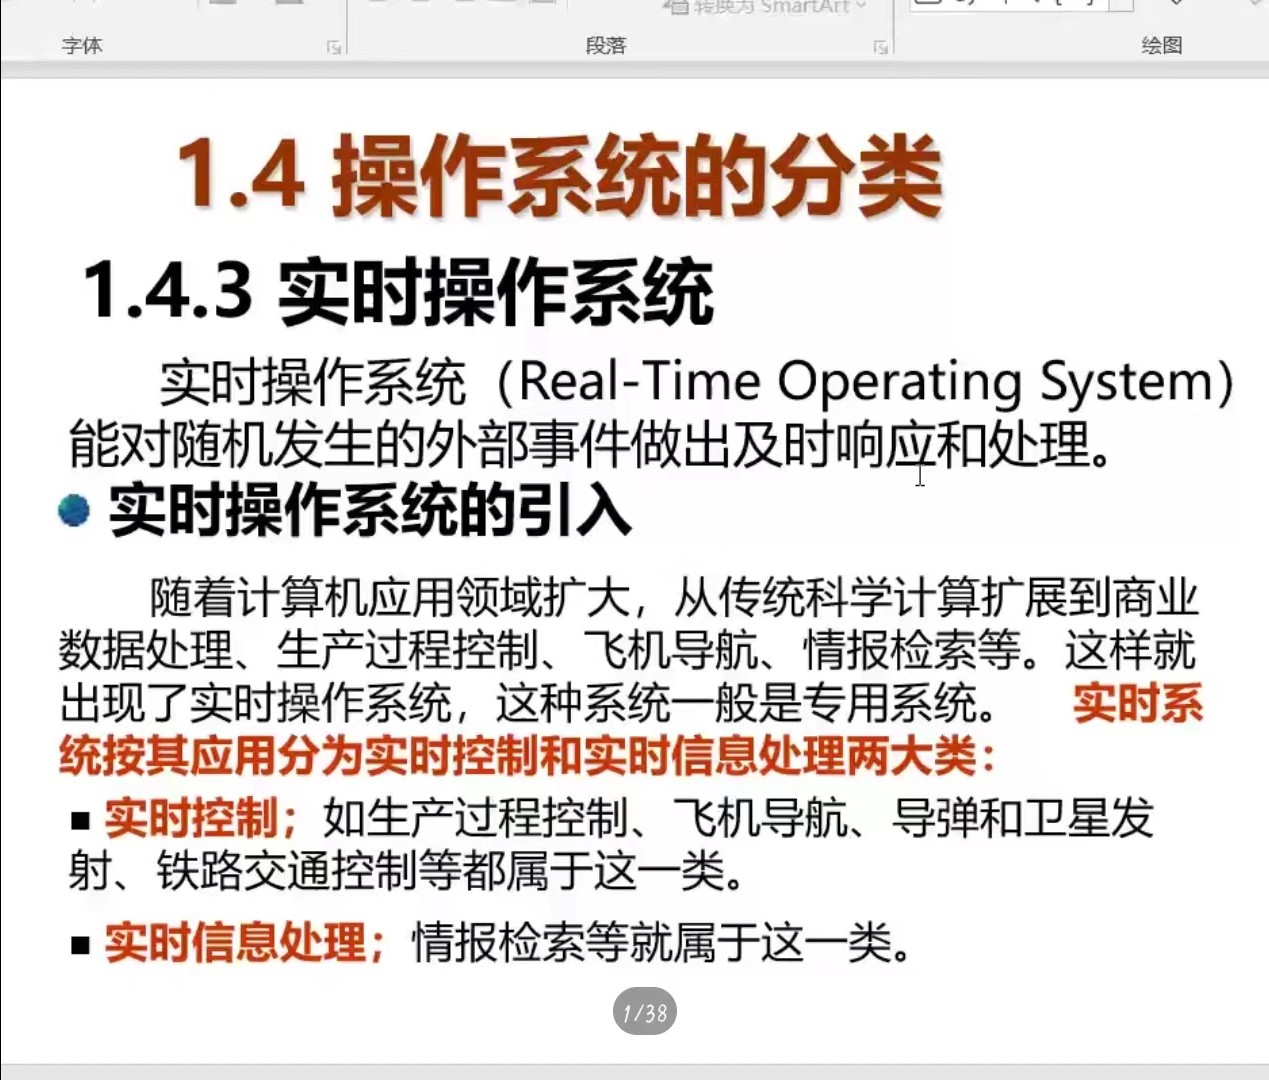 转换为 SmartArt
字体
段落
绘图
1.4 操作系统的分类
1.4.3 实时操作系统
实时操作系统（Real-Time Operating System）
能对随机发生的外部事件做出及时响应和处理。
实时操作系统的引入
随着计算机应用领域扩大，从传统科学计算扩展到商业
数据处理、生产过程控制、飞机导航、情报检索等。这样就
出现了实时操作系统，这种系统一般是专用系统。 实时系
统按其应用分为实时控制和实时信息处理两大类：
■ 实时控制；如生产过程控制、飞机导航、导弹和卫星发
射、铁路交通控制等都属于这一类。
■ 实时信息处理；情报检索等就属于这一类。
1/38